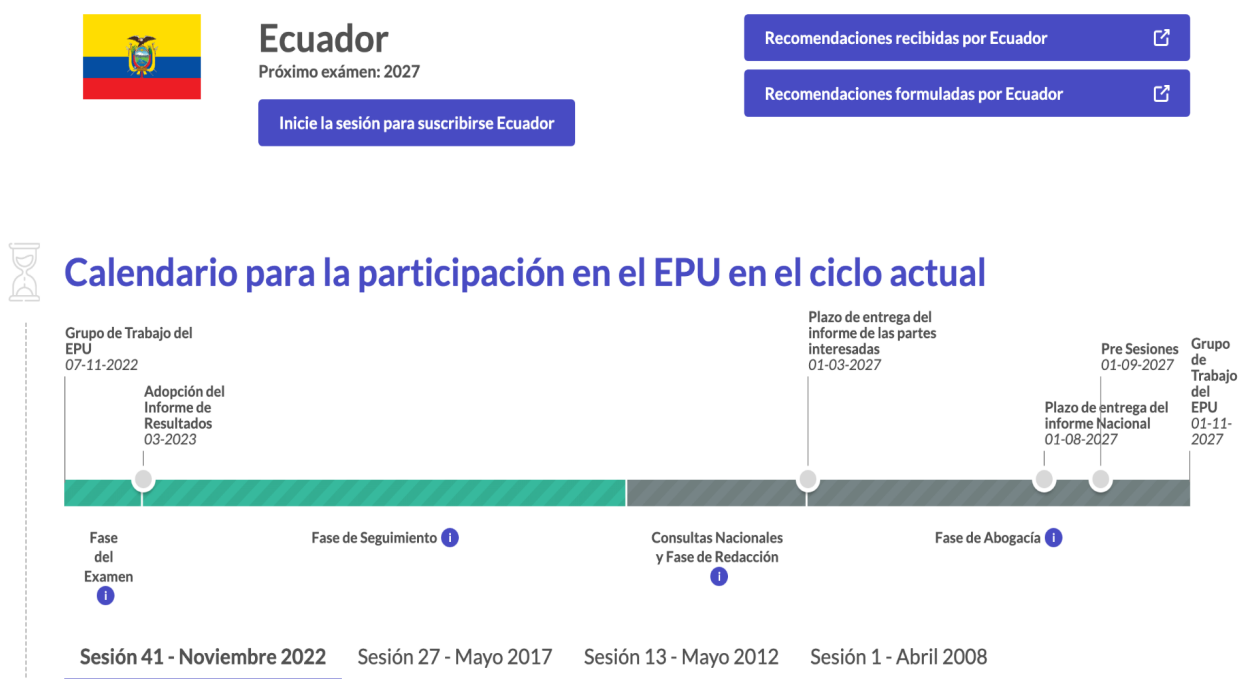 Ecuador
Próximo exámen: 2027
Inicie la sesión para suscribirse Ecuador
Recomendaciones recibidas por Ecuador
Recomendaciones formuladas por Ecuador
Calendario para la participación en el EPU en el ciclo actual
Grupo de Trabajo del
EPU
07-11-2022
Adopción del
Informe de
Resultados
03-2023
Plazo de entrega del
informe de las partes
interesadas
01-03-2027
Plazo de entrega del
informe Nacional
01-08-2027
Pre Sesiones
01-09-2027
Grupo
de
Trabajo
del
EPU
01-11-
2027
Fase
del
Examen
i
Fase de Seguimiento i
Consultas Nacionales
y Fase de Redacción
i
Fase de Abogacía i
Sesión 41 - Noviembre 2022 Sesión 27 - Mayo 2017 Sesión 13 - Mayo 2012 Sesión 1 - Abril 2008